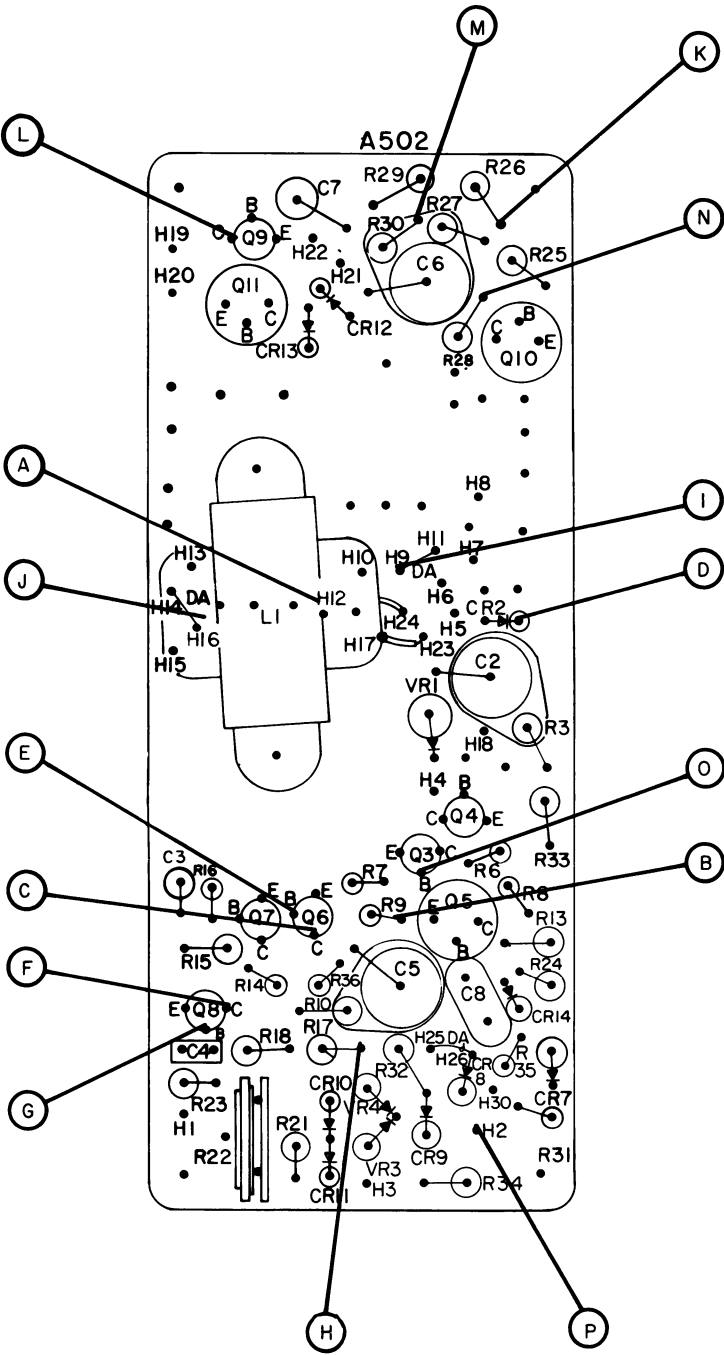 M
K
A502
L
R29
R26
C7
B
R30
R27
N
H19
C
Q9
E
H22
R25
H21
C6
H20
Q11
E
C
B
CR12
CR13
R28
C
B
E
Q10
A
H8
I
H11
H13
H10
H9
DA
H7
J
H14
DA
H6
D
H12
CR2
H16
L1
H24
H5
H15
H17
H23
C2
VR1
E
H18
R3
O
H4
B
C
Q4
E
E
Q3
C
R33
C3
R16
R7
B
R6
B
C
E
B
E
R9
Q5
R8
B
Q7
Q6
E
C
R13
C
C
B
R15
F
R14
R36
C5
R24
C8
E
Q8
C
R10
CR14
B
G
C4
R18
R17
H25
DA
R35
R32
H26
CR8
R23
CR10
VR4
H30
CR7
H1
R21
H2
R22
CR9
VR3
R31
CR11
H3
R34
H
P